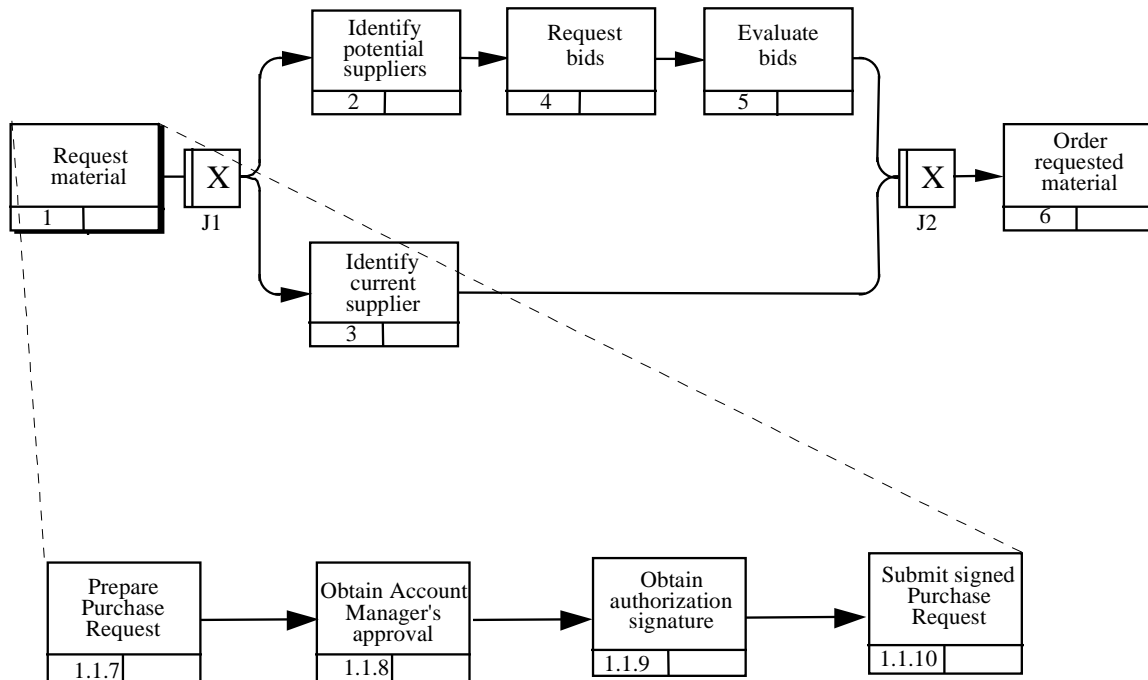 Identify
potential
suppliers
2
Request
bids
4
Evaluate
bids
5
Request
material
1
X
J1
X
J2
Order
requested
material
6
Identify
current
supplier
3
Prepare
Purchase
Request
1.1.7
Obtain Account
Manager's
approval
1.1.8
Obtain
authorization
signature
1.1.9
Submit signed
Purchase
Request
1.1.10